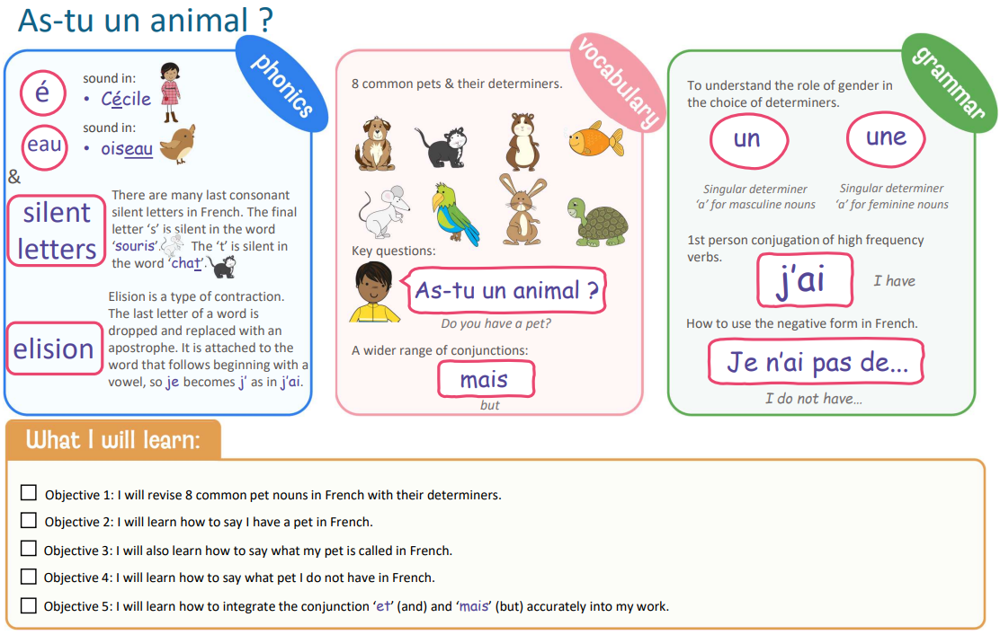 As-tu un animal ?
phonics
é
sound in:
• Cécile
eau
sound in:
• oiseau
&
silent
letters
There are many last consonant
silent letters in French. The final
letter ‘s’ is silent in the word
‘souris’. The ‘t’ is silent in
the word ‘chat’.
elision
Elision is a type of contraction.
The last letter of a word is
dropped and replaced with an
apostrophe. It is attached to the
word that follows beginning with a
vowel, so je becomes j’ as in j’ai.
vocabulary
8 common pets & their determiners.
Key questions:
As-tu un animal ?
Do you have a pet?
A wider range of conjunctions:
mais
but
grammar
To understand the role of gender in
the choice of determiners.
un
une
Singular determiner
‘a’ for masculine nouns
Singular determiner
‘a’ for feminine nouns
1st person conjugation of high frequency
verbs.
j’ai
I have
How to use the negative form in French.
Je n’ai pas de...
I do not have…
What I will learn:
Objective 1: I will revise 8 common pet nouns in French with their determiners.
Objective 2: I will learn how to say I have a pet in French.
Objective 3: I will also learn how to say what my pet is called in French.
Objective 4: I will learn how to say what pet I do not have in French.
Objective 5: I will learn how to integrate the conjunction ‘et’ (and) and ‘mais’ (but) accurately into my work.